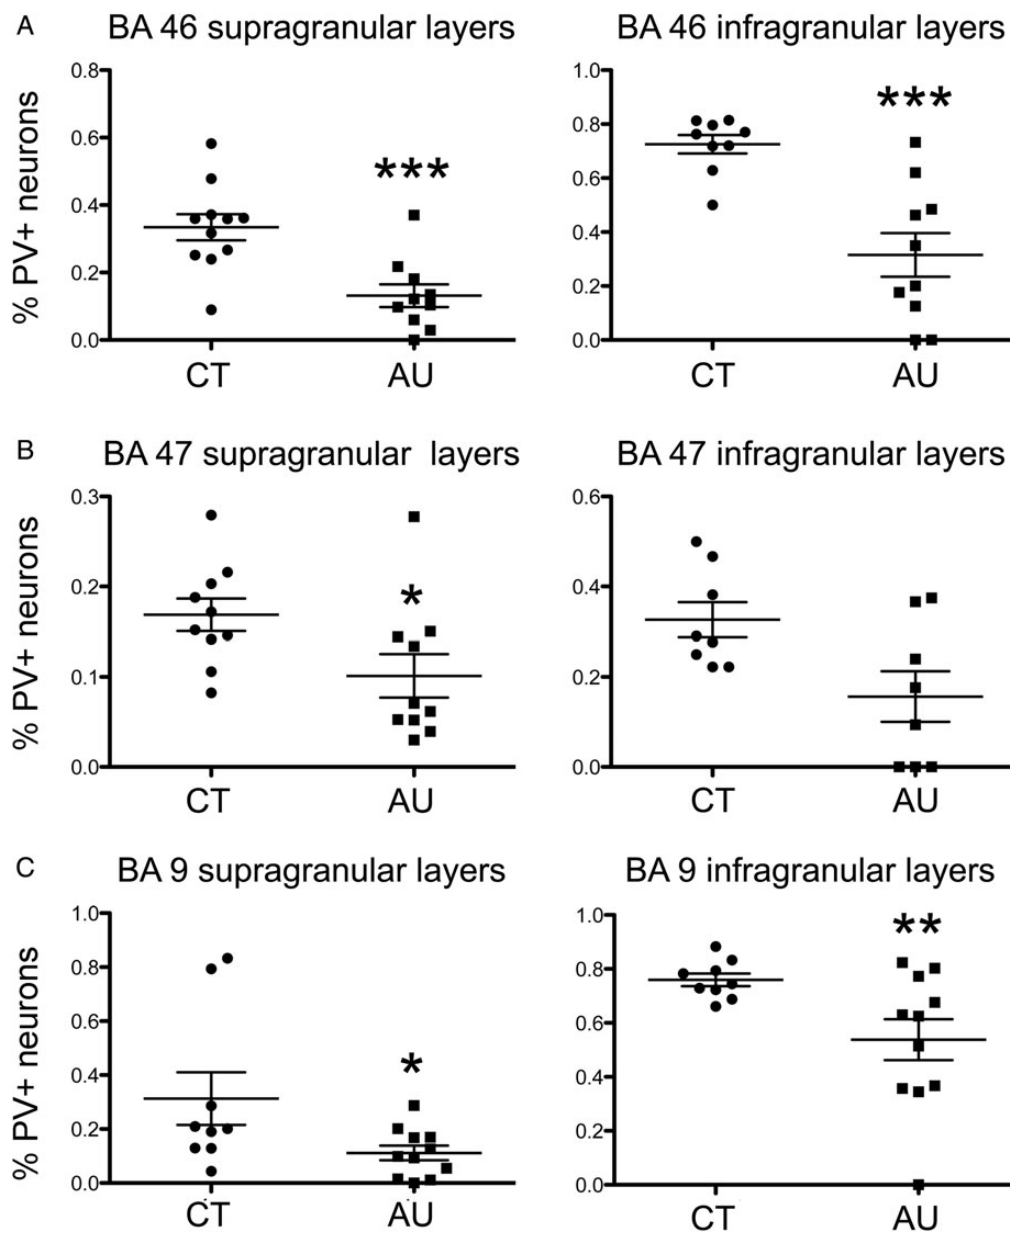 A
BA 46 supragranular layers
BA 46 infragranular layers
% PV+ neurons
0.8
0.6
0.4
0.2
0.0
***
CT
AU
1.0
0.8
0.6
0.4
0.2
0.0
***
CT
AU
B
BA 47 supragranular layers
BA 47 infragranular layers
% PV+ neurons
0.3
0.2
0.1
0.0
*
CT
AU
0.6
0.4
0.2
0.0
CT
AU
C
BA 9 supragranular layers
BA 9 infragranular layers
% PV+ neurons
1.0
0.8
0.6
0.4
0.2
0.0
*
CT
AU
1.0
0.8
0.6
0.4
0.2
0.0
**
CT
AU